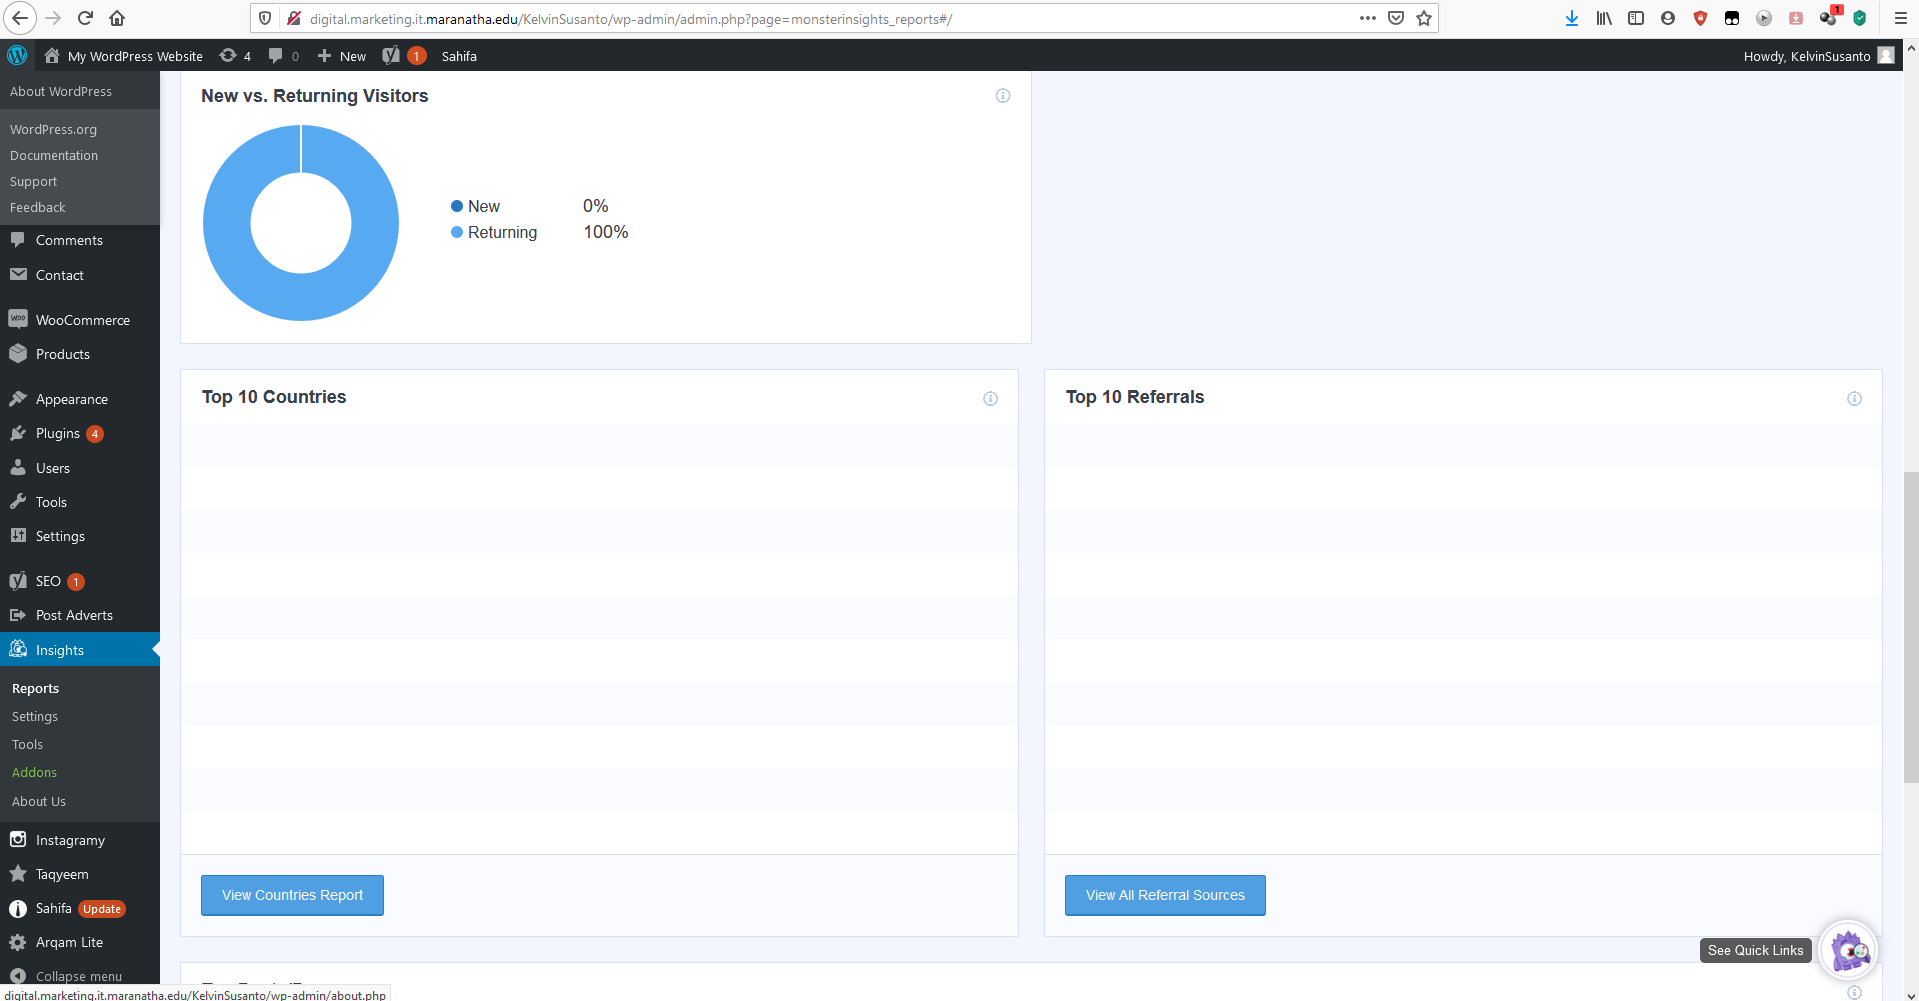 digital.marketing.it.maranatha.edu/KelvinSusanto/wp-admin/admin.php?page=monsterinsights_reports#/
1
My WordPress Website 4 0 New 1 Sahifa
Howdy, KelvinSusanto
About WordPress
WordPress.org
Documentation
Support
Feedback
Comments
Contact
WooCommerce
Products
Appearance
Plugins 4
Users
Tools
Settings
SEO 1
Post Adverts
Insights
Reports
Settings
Tools
Addons
About Us
Instagramy
Taqyeem
Sahifa Update
Arqam Lite
Collapse menu
New vs. Returning Visitors
New 0%
Returning 100%
Top 10 Countries
View Countries Report
Top 10 Referrals
View All Referral Sources
See Quick Links
digital.marketing.it.maranatha.edu/KelvinSusanto/wp-admin/about.php